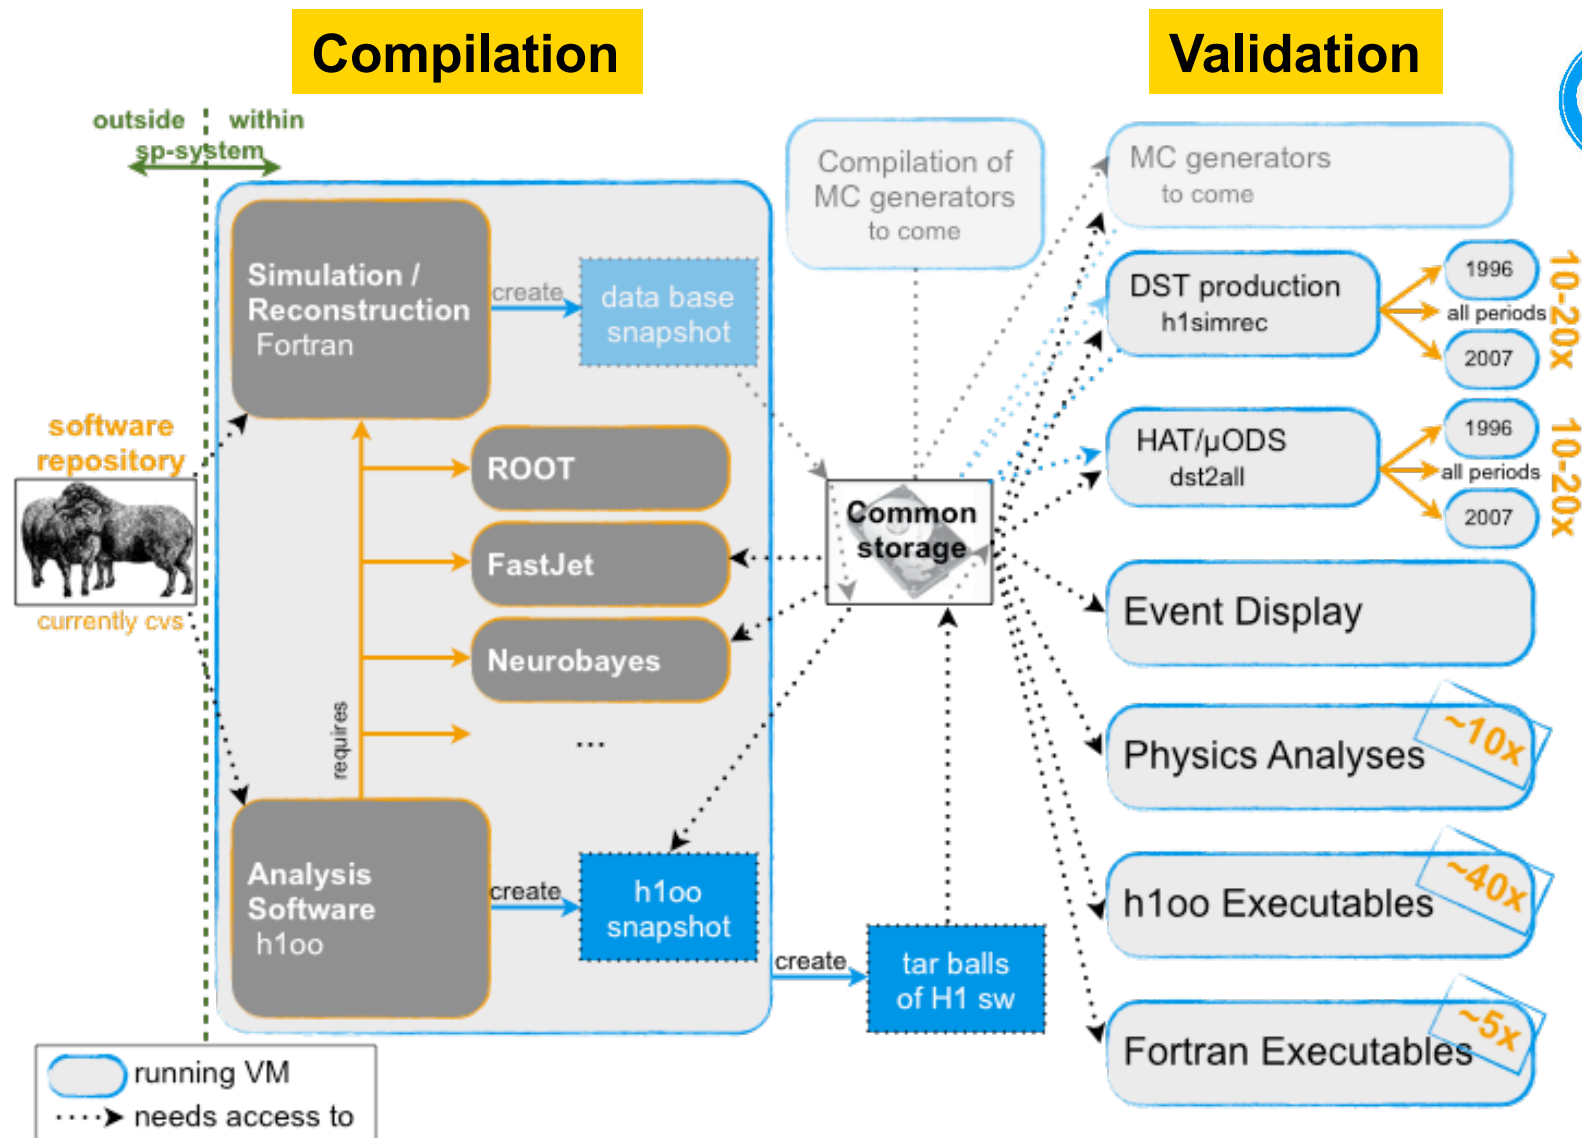 Compilation
Validation
outside within
sp-system
Simulation /
Reconstruction
Fortran
create
data base
snapshot
Compilation of
MC generators
to come
MC generators
to come
DST production
h1simrec
1996
all periods
2007
10-20x
HAT/µODS
dst2all
1996
all periods
2007
10-20x
software
repository
currently cvs
ROOT
FastJet
Neurobayes
...
requires
Common
storage
Event Display
Physics Analyses
~10x
Analysis
Software
h1oo
create
h1oo
snapshot
create
tar balls
of H1 sw
h1oo Executables
~40x
Fortran Executables
~5x
running VM
needs access to